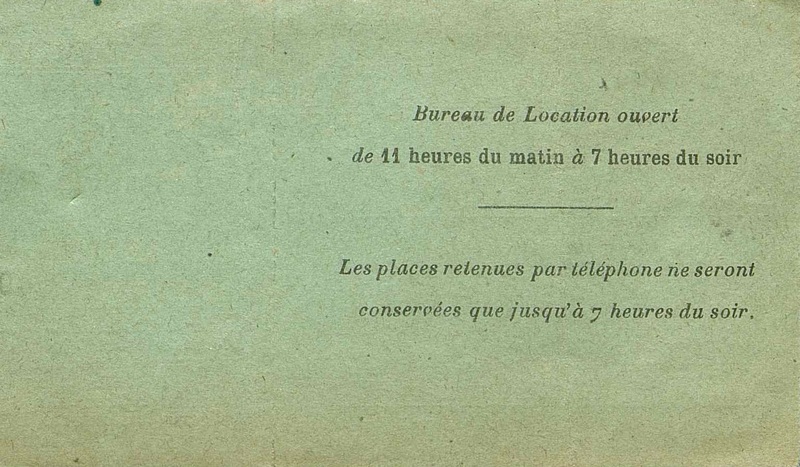 Bureau de Location ouvert
de 11 heures du matin à 7 heures du soir
Les places retenues par téléphone ne seront
conservées que jusqu'à 7 heures du soir.